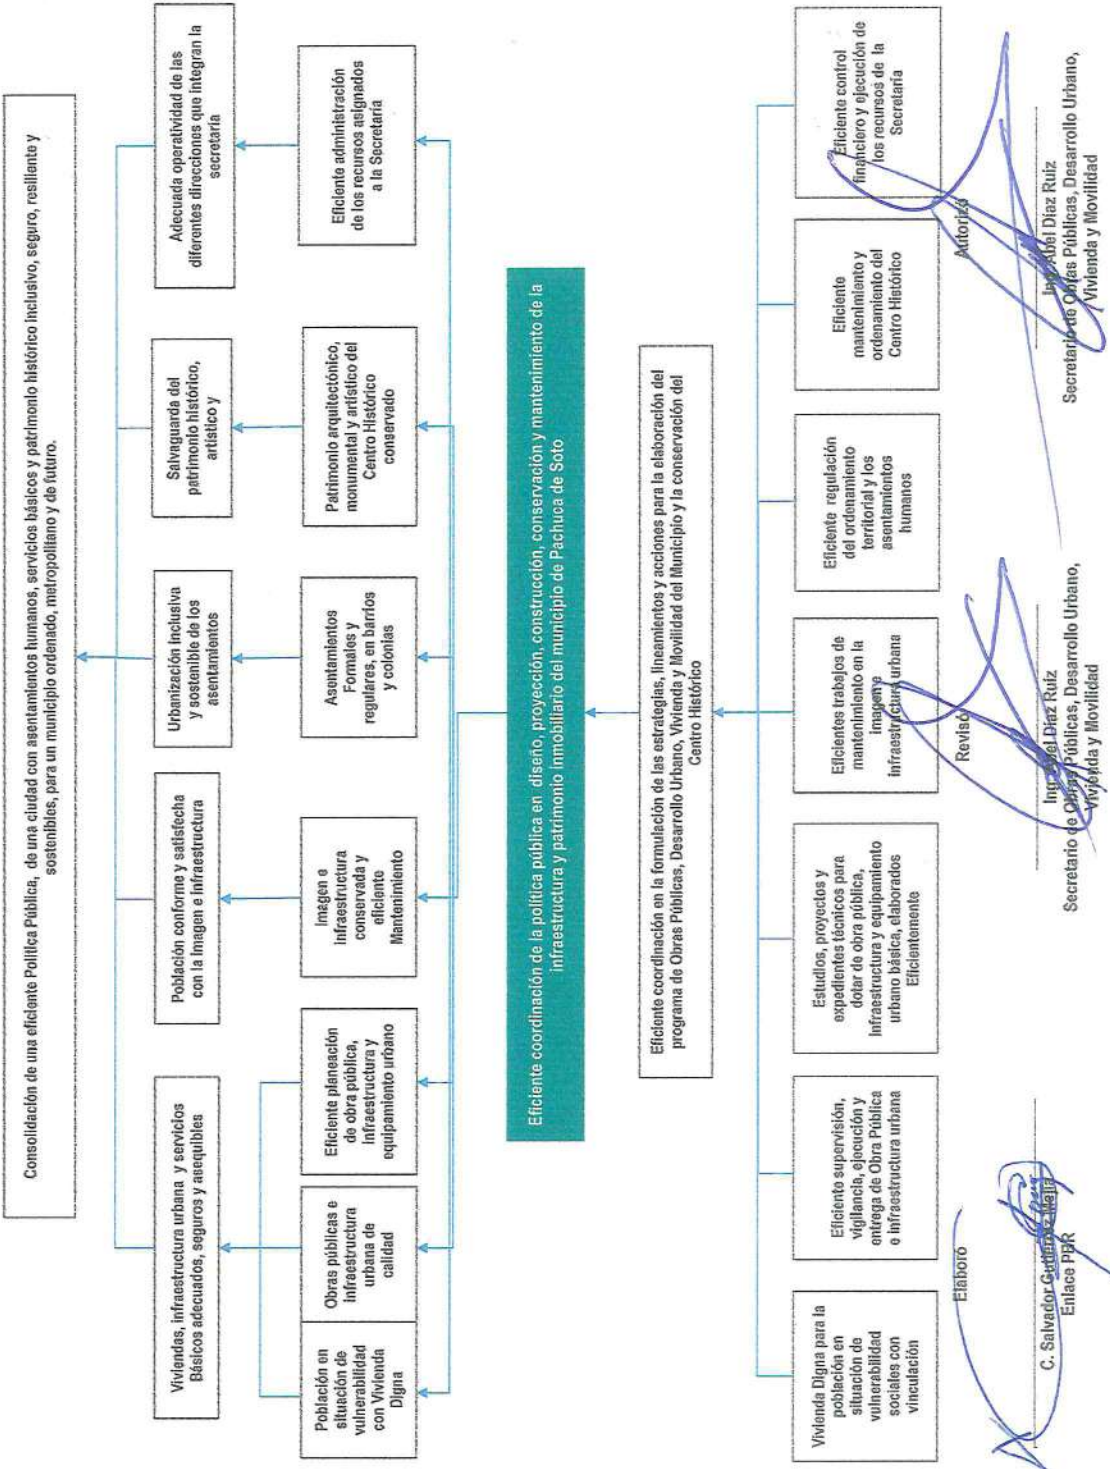 Consolidación de una eficiente Política Pública, de una ciudad con asentamientos humanos, servicios básicos y patrimonio histórico inclusivo, seguro, resiliente y
sostenibles, para un municipio ordenado, metropolitano y de futuro.
Viviendas, infraestructura urbana y servicios
Básicos adecuados, seguros y asequibles
Población conforme y satisfecha
con la Imagen e infraestructura
Urbanización inclusiva
y sostenible de los
asentamientos
Salvaguarda del
patrimonio histórico,
artístico y
Adecuada operatividad de las
diferentes direcciones que integran la
secretaría
Población en
situación de
vulnerabilidad
con Vivienda
Digna
Obras públicas e
infraestructura
urbana de
calidad
Eficiente planeación
de obra pública,
infraestructura y
equipamiento urbano
Imagen e
Infraestructura
conservada y
eficiente
Mantenimiento
Asentamientos
Fomales y
regulares, en barrios
y colonias
Patrimonio arquitectónico,
monumental y artístico del
Centro Histórico
conservado
Eficiente administración
de los recursos asignados
a la Secretaría
Eficiente coordinación de la política pública en diseño, proyección, construcción, conservación y mantenimiento de la
infraestructura y patrimonio inmobiliario del municipio de Pachuca de Soto
Eficiente coordinación en la formulación de las estrategias, lineamientos y acciones para la elaboración del
programa de Obras Públicas, Desarrollo Urbano, Vivienda y Movilidad del Municipio y la conservación del
Centro Histórico
Vivienda Digna para la
población en
situación de
vulnerabilidad
sociales con
vinculación
Eficiente supervisión,
vigilancia, ejecución y
entrega de Obra Pública
e infraestructura urbana
Estudios, proyectos y
expedientes técnicos para
dotar de obra pública,
infraestructura y equipamiento
urbano básica, elaborados
Eficientemente
Eficientes trabajos de
mantenimiento en la
imagen e
infraestructura urbana
Eficiente regulación
del ordenamiento
territorial y los
asentamientos
humanos
Eficiente
mantenimiento y
ordenamiento del
Centro Histórico
Eficiente control
financiero y ejecución de
los recursos de la
Secretaría
Elaboró
C. Salvador Gutiérrez Mejía
Enlace PBR
Revisó
Ing. Abel Díaz Ruiz
Secretario de Obras Públicas, Desarrollo Urbano,
Vivienda y Movilidad
Autorizó
Ing. Abel Díaz Ruiz
Secretario de Obras Públicas, Desarrollo Urbano,
Vivienda y Movilidad